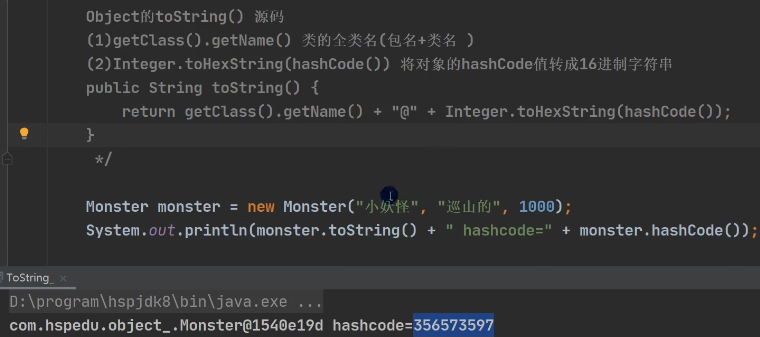 Object的toString() 源码
(1)getClass().getName() 类的全类名(包名+类名 )
(2)Integer.toHexString(hashCode()) 将对象的hashCode值转成16进制字符串
public String toString() {
return getClass().getName() + "@" + Integer.toHexString(hashCode());
}
*/
Monster monster = new Monster("小妖怪", "巡山的", 1000);
System.out.println(monster.toString() + " hashcode=" + monster.hashCode());
ToString_ ×
D:\program\hspjdk8\bin\java.exe ...
com.hspedu.object_.Monster@1540e19d hashcode=356573597